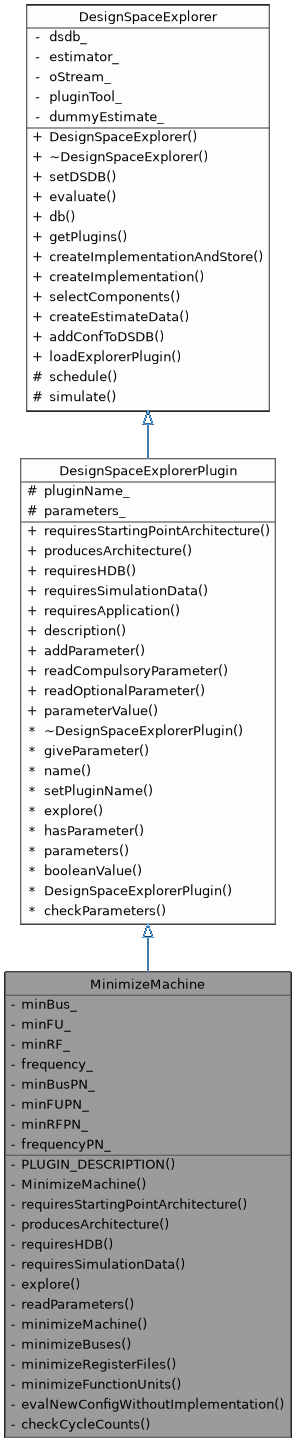 DesignSpaceExplorer
- dsdb_
- estimator_
- oStream_
- pluginTool_
- dummyEstimate_
+ DesignSpaceExplorer()
+ ~DesignSpaceExplorer()
+ setDSDB()
+ evaluate()
+ db()
+ getPlugins()
+ createImplementationAndStore()
+ createImplementation()
+ selectComponents()
+ createEstimateData()
+ addConfToDSDB()
+ loadExplorerPlugin()
# schedule()
# simulate()
DesignSpaceExplorerPlugin
# pluginName_
# parameters_
+ requiresStartingPointArchitecture()
+ producesArchitecture()
+ requiresHDB()
+ requiresSimulationData()
+ requiresApplication()
+ description()
+ addParameter()
+ readCompulsoryParameter()
+ readOptionalParameter()
+ parameterValue()
* ~DesignSpaceExplorerPlugin()
* giveParameter()
* name()
* setPluginName()
* explore()
* hasParameter()
* parameters()
* booleanValue()
* DesignSpaceExplorerPlugin()
* checkParameters()
MinimizeMachine
- minBus_
- minFU_
- minRF_
- frequency_
- minBusPN_
- minFUPN_
- minRFPN_
- frequencyPN_
- PLUGIN_DESCRIPTION()
- MinimizeMachine()
- requiresStartingPointArchitecture()
- producesArchitecture()
- requiresHDB()
- requiresSimulationData()
- explore()
- readParameters()
- minimizeMachine()
- minimizeBuses()
- minimizeRegisterFiles()
- minimizeFunctionUnits()
- evalNewConfigWithoutImplementation()
- checkCycleCounts()